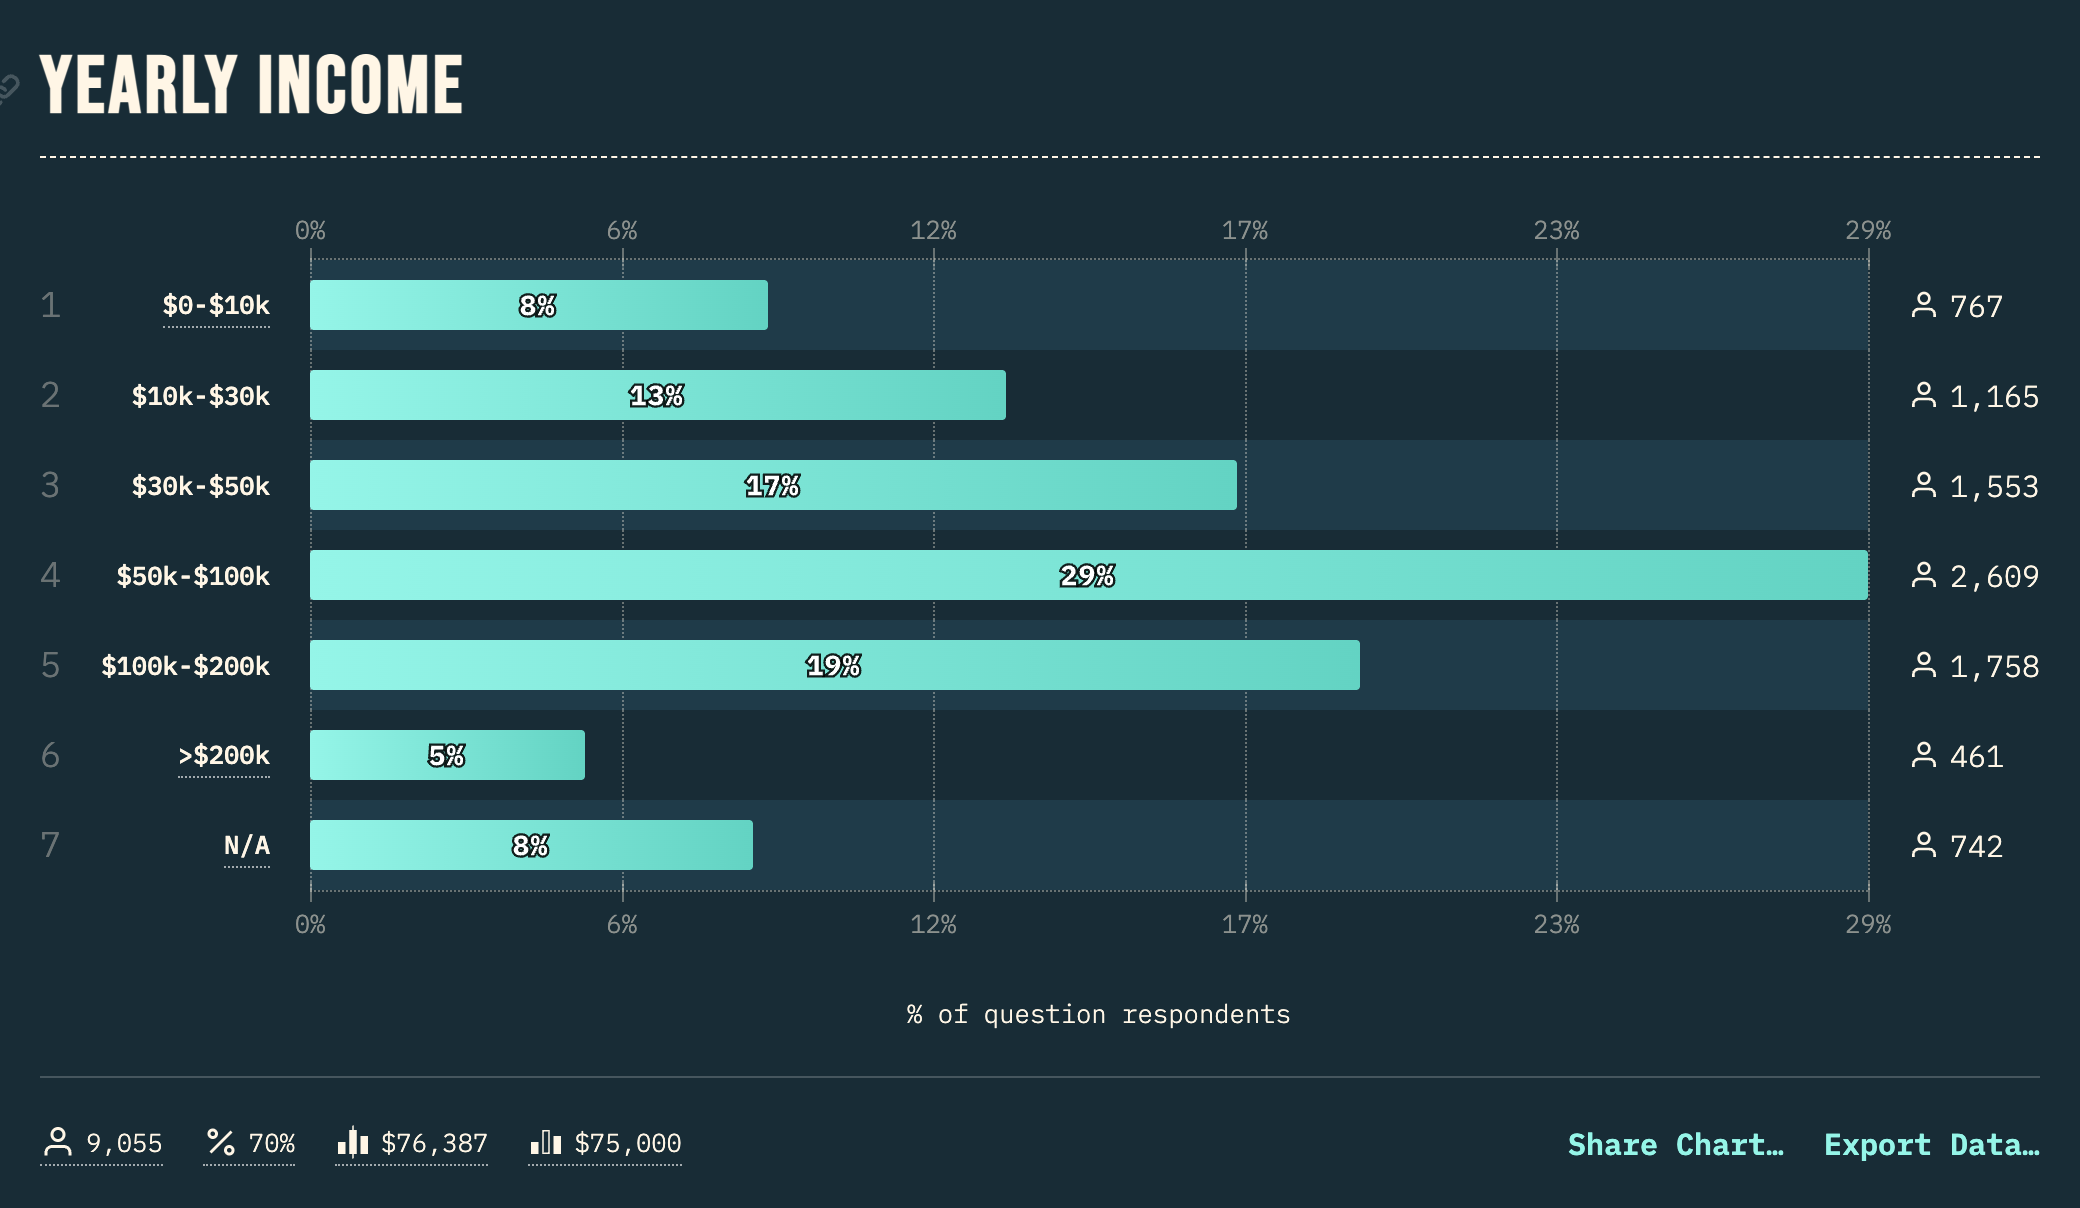 YEARLY INCOME
0% 6% 12% 17% 23% 29%
1 $0-$10k 8% 767
2 $10k-$30k 13% 1,165
3 $30k-$50k 17% 1,553
4 $50k-$100k 29% 2,609
5 $100k-$200k 19% 1,758
6 >$200k 5% 461
7 N/A 8% 742
0% 6% 12% 17% 23% 29%
% of question respondents
9,055 70% $76,387 $75,000 Share Chart… Export Data…